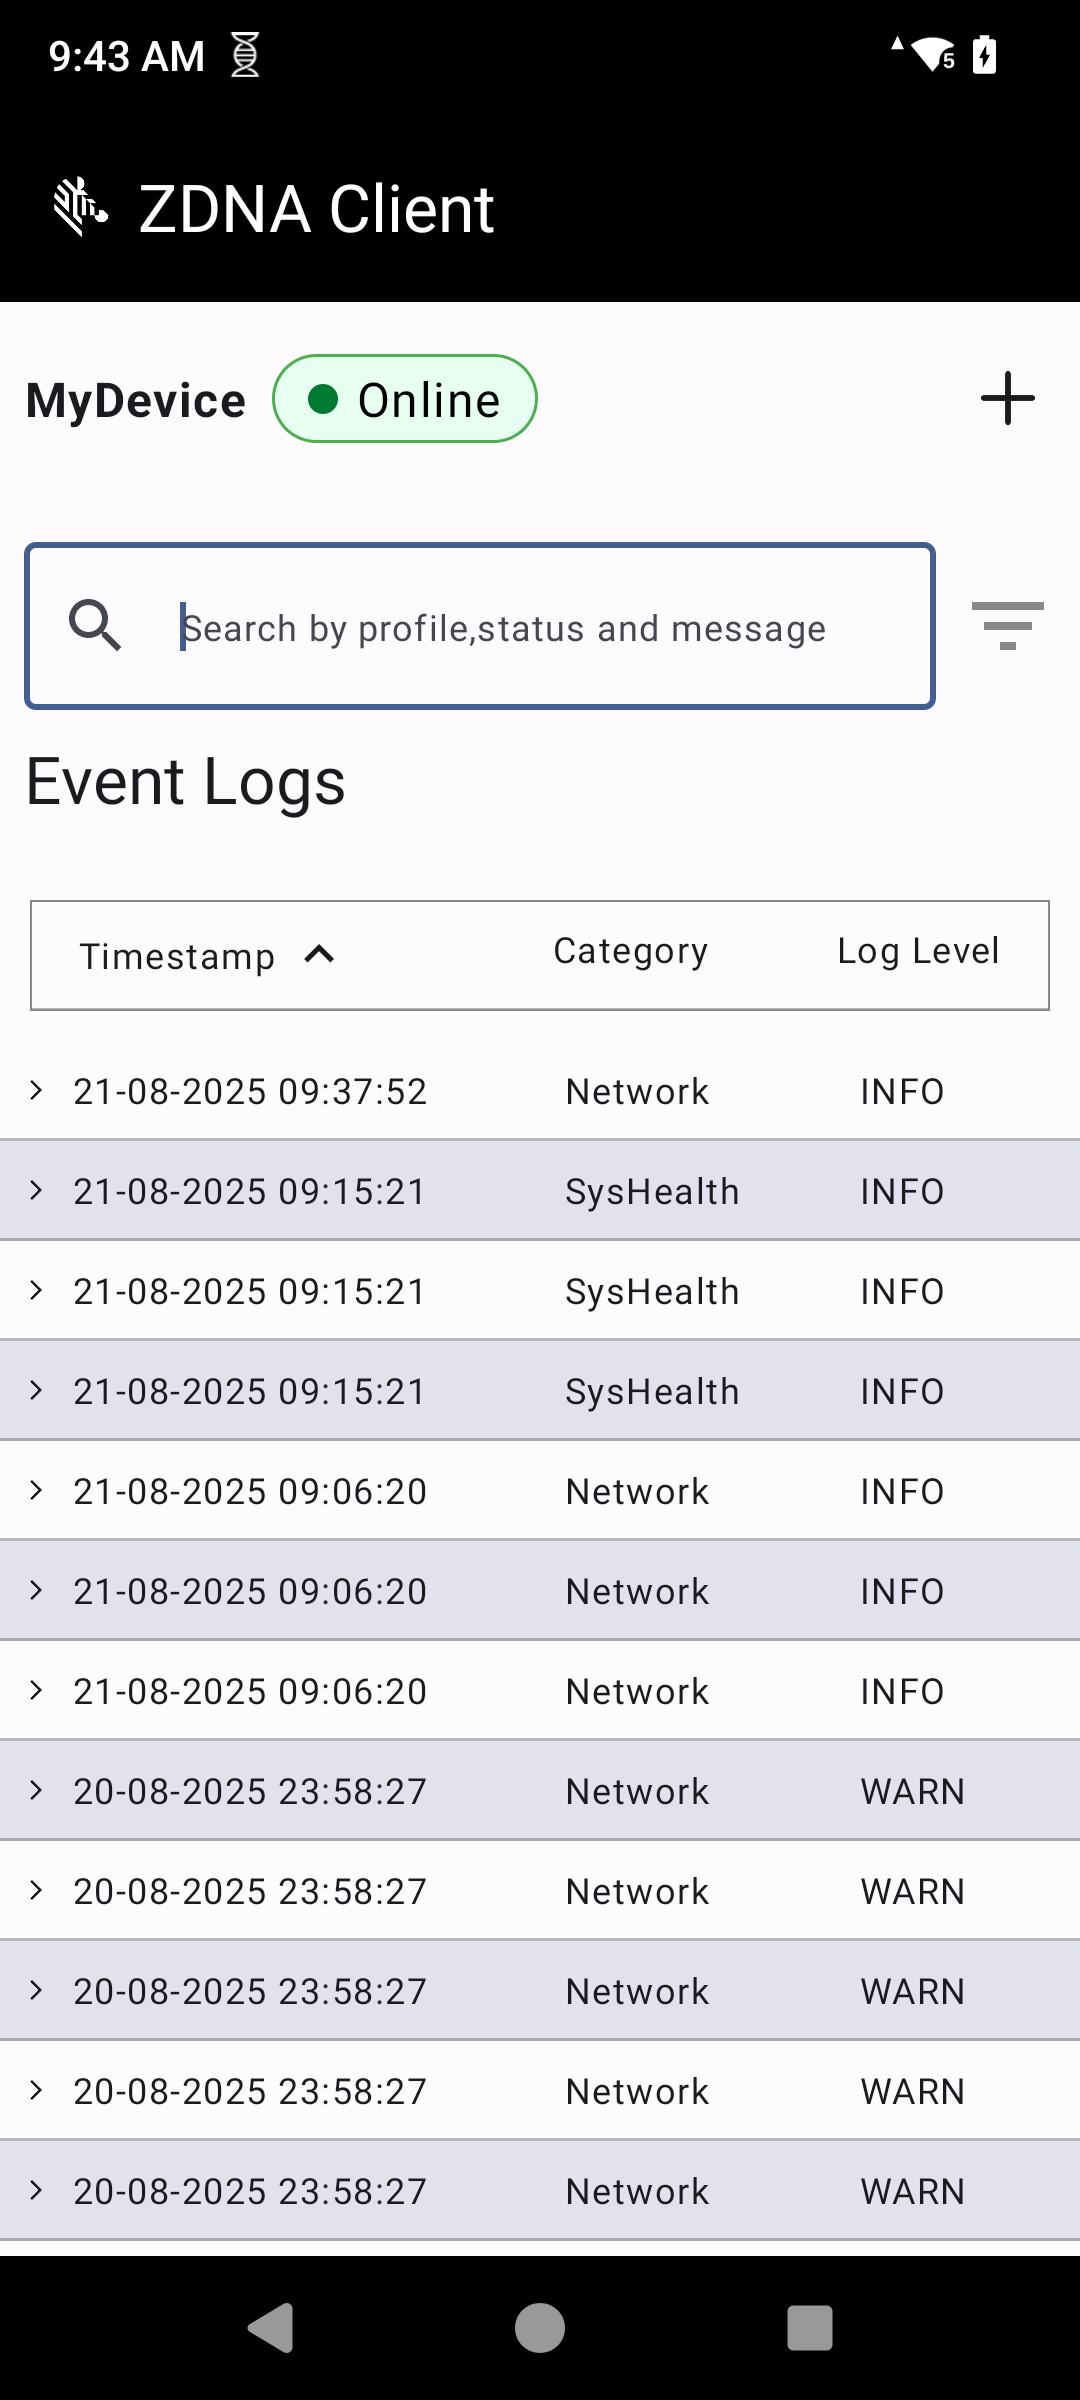 9:43 AM
5
ZDNA Client
MyDevice Online
Search by profile,status and message
Event Logs
Timestamp Category Log Level
21-08-2025 09:37:52 Network INFO
21-08-2025 09:15:21 SysHealth INFO
21-08-2025 09:15:21 SysHealth INFO
21-08-2025 09:15:21 SysHealth INFO
21-08-2025 09:06:20 Network INFO
21-08-2025 09:06:20 Network INFO
21-08-2025 09:06:20 Network INFO
20-08-2025 23:58:27 Network WARN
20-08-2025 23:58:27 Network WARN
20-08-2025 23:58:27 Network WARN
20-08-2025 23:58:27 Network WARN
20-08-2025 23:58:27 Network WARN